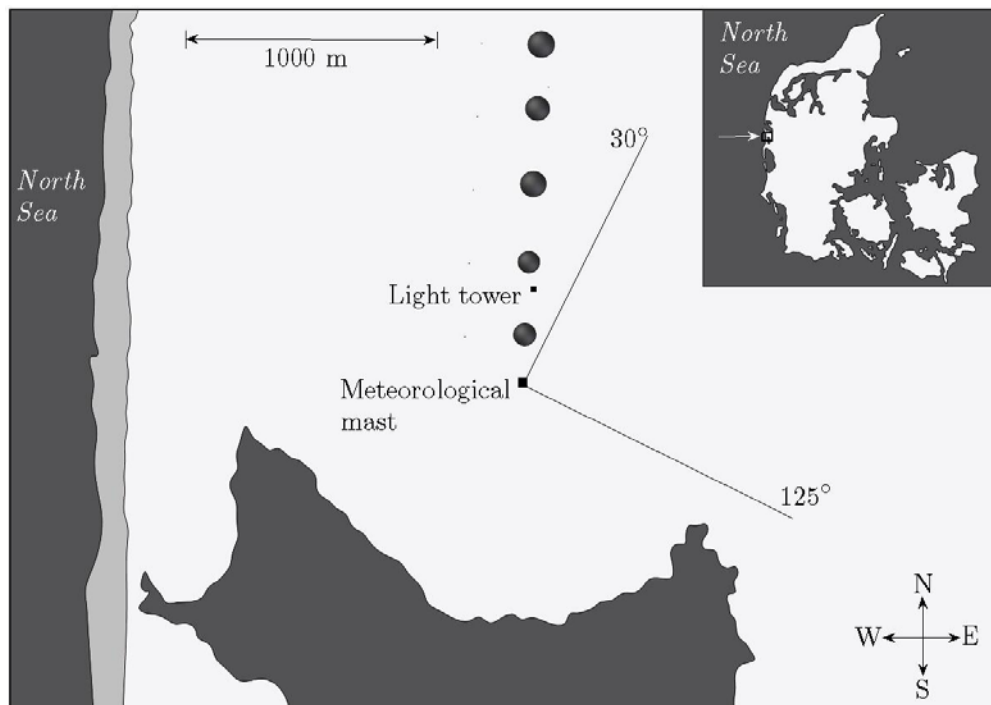 1000 m
North
Sea
30°
North
Sea
Light tower
Meteorological
mast
125°
N
W
E
S